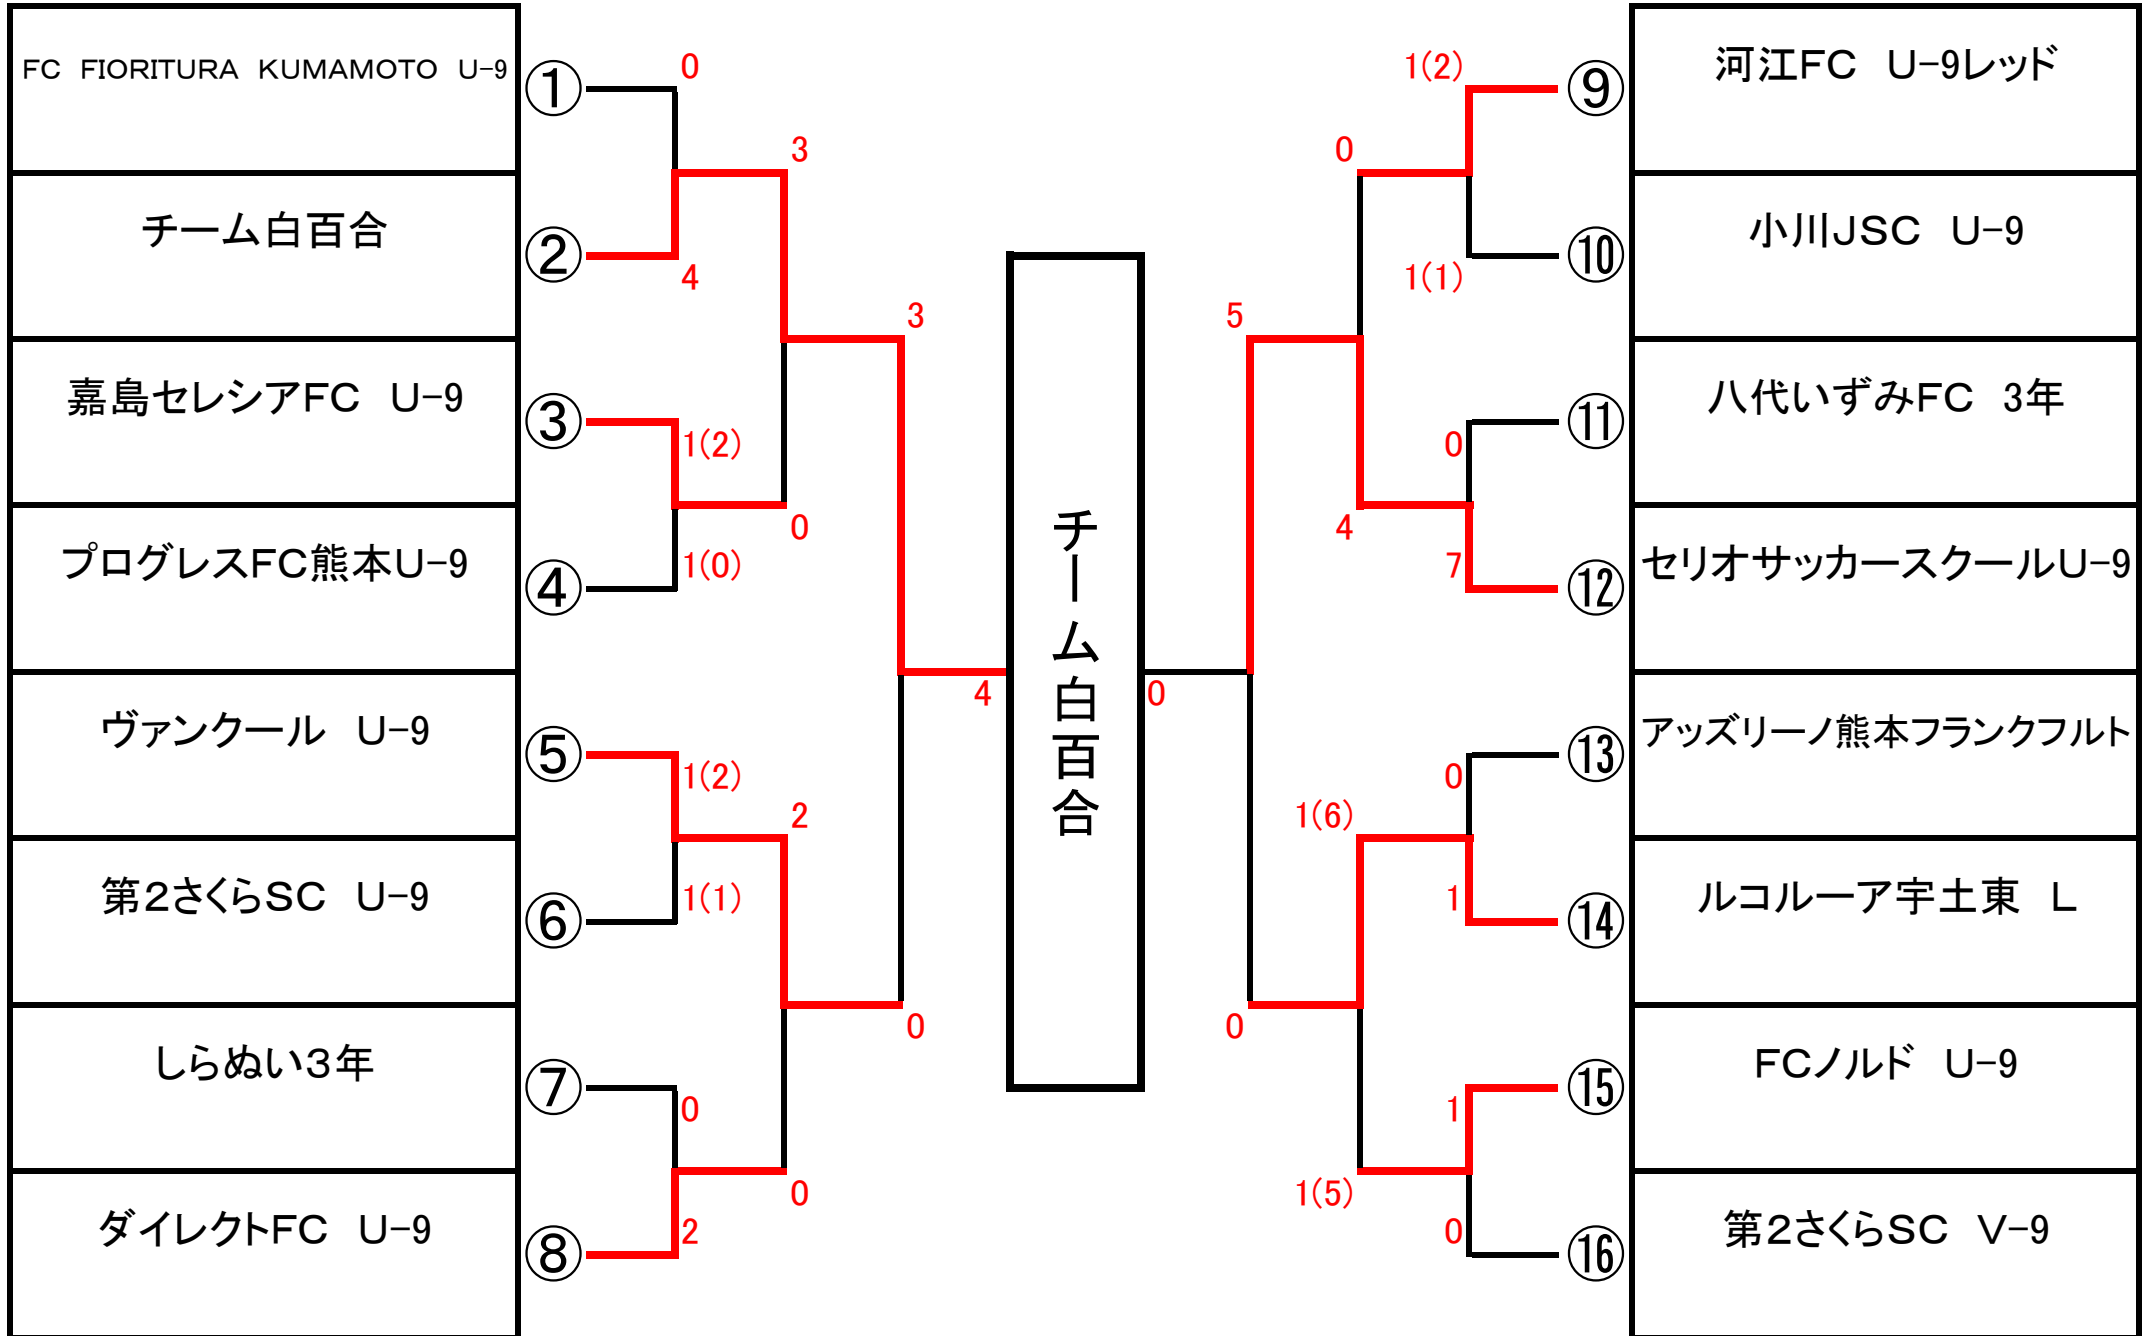 FC　FIORITURA　KUMAMOTO　U-9
①
0
チーム白百合
②
4
3
嘉島セレシアFC　U-9
③
1(2)
プログレスFC熊本U-9
④
1(0)
0
3
ヴァンクール　U-9
⑤
1(2)
2
第2さくらSC　U-9
⑥
1(1)
しらぬい3年
⑦
0
ダイレクトFC　U-9
⑧
2
0
0
4
チーム白百合
0
5
0
1(2)
⑨
河江FC　U-9レッド
1(1)
⑩
小川JSC　U-9
0
⑪
八代いずみFC　3年
4
7
⑫
セリオサッカースクールU-9
0
⑬
アッズリーノ熊本フランクフルト
1(6)
1
⑭
ルコルーア宇土東　L
0
1
⑮
FCノルド　U-9
1(5)
0
⑯
第2さくらSC　V-9